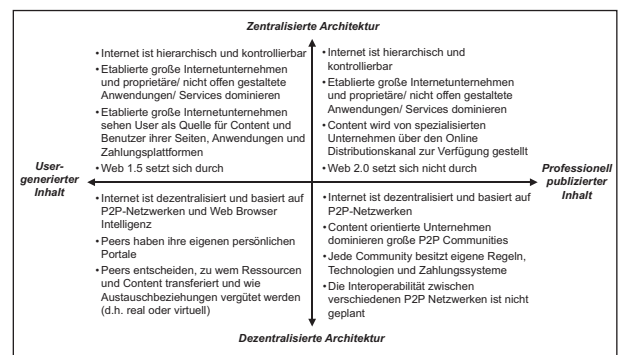 Zentralisierte Architektur
• Internet ist hierarchisch und kontrollierbar
• Etablierte große Internetunternehmen
und proprietäre/ nicht offen gestaltete
Anwendungen/ Services dominieren
• Etablierte große Internetunternehmen
sehen User als Quelle für Content und
Benutzer ihrer Seiten, Anwendungen und
Zahlungsplattformen
• Web 1.5 setzt sich durch
• Internet ist hierarchisch und
kontrollierbar
• Etablierte große Internetunternehmen
und proprietäre/ nicht offen gestaltete
Anwendungen/ Services dominieren
• Content wird von spezialisierten
Unternehmen über den Online
Distributionskanal zur Verfügung gestellt
• Web 2.0 setzt sich nicht durch
User-
generierter
Inhalt
Professionell
publizierter
Inhalt
• Internet ist dezentralisiert und basiert auf
P2P-Netzwerken und Web Browser
Intelligenz
• Peers haben ihre eigenen persönlichen
Portale
• Peers entscheiden, zu wem Ressourcen
und Content transferiert und wie
Austauschbeziehungen vergütet werden
(d.h. real oder virtuell)
• Internet ist dezentralisiert und basiert auf
P2P-Netzwerken
• Content orientierte Unternehmen
dominieren große P2P Communities
• Jede Community besitzt eigene Regeln,
Technologien und Zahlungssysteme
• Die Interoperabilität zwischen
verschiedenen P2P Netzwerken ist nicht
geplant
Dezentralisierte Architektur